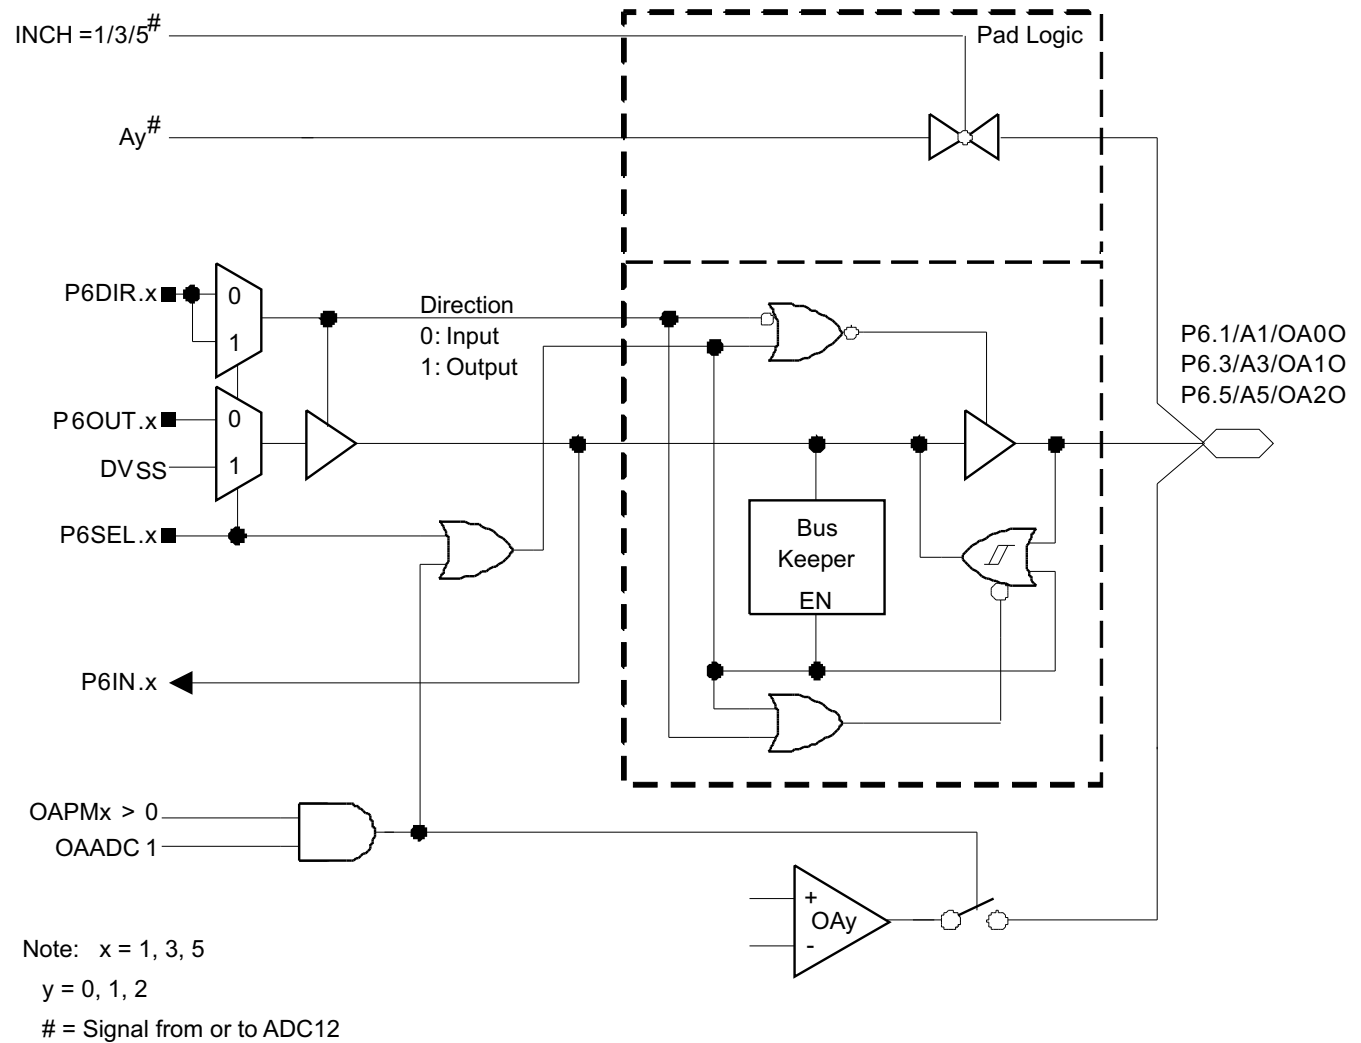 INCH =1/3/5#
Pad Logic
Ay#
P6DIR.x
0
1
Direction
0: Input
1: Output
P6.1/A1/OA0O
P6.3/A3/OA1O
P6.5/A5/OA2O
P6OUT.x
0
DVSS
1
P6SEL.x
Bus
Keeper
EN
P6IN.x
OAPMx > 0
OAADC 1
+
OAy
-
Note: x = 1, 3, 5
y = 0, 1, 2
# = Signal from or to ADC12